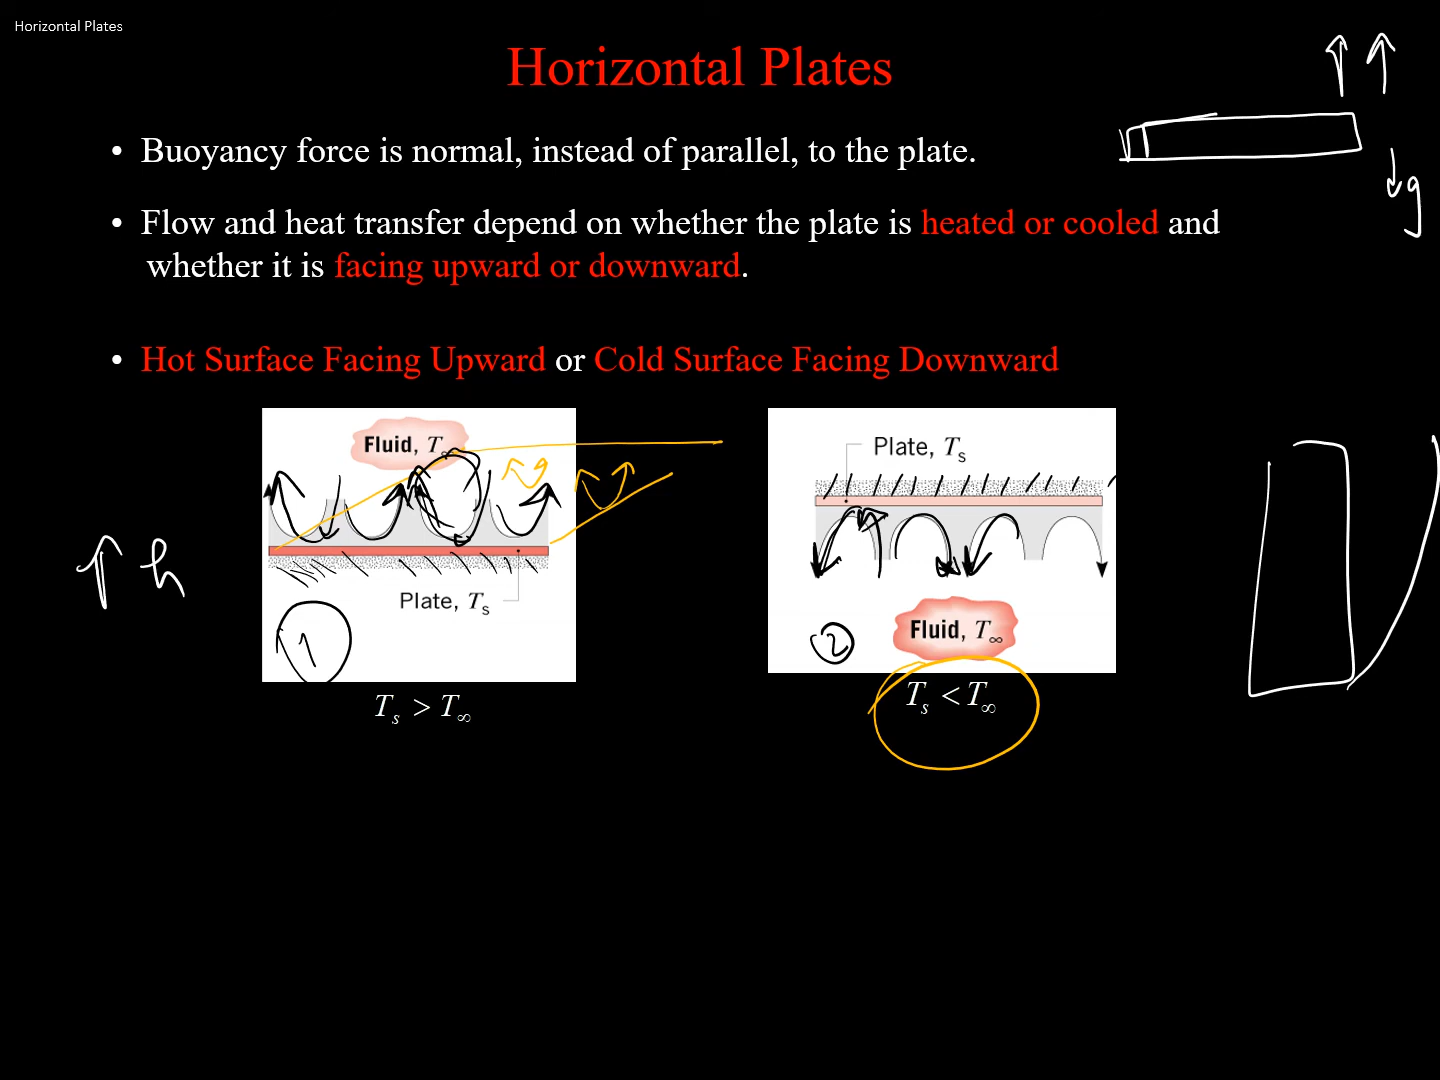 Horizontal Plates
Horizontal Plates
• Buoyancy force is normal, instead of parallel, to the plate.
g
• Flow and heat transfer depend on whether the plate is heated or cooled and
whether it is facing upward or downward.
• Hot Surface Facing Upward or Cold Surface Facing Downward
Fluid, T
Plate, Ts
h
Plate, Ts
1
Ts > T∞
Fluid, T∞
2
Ts < T∞